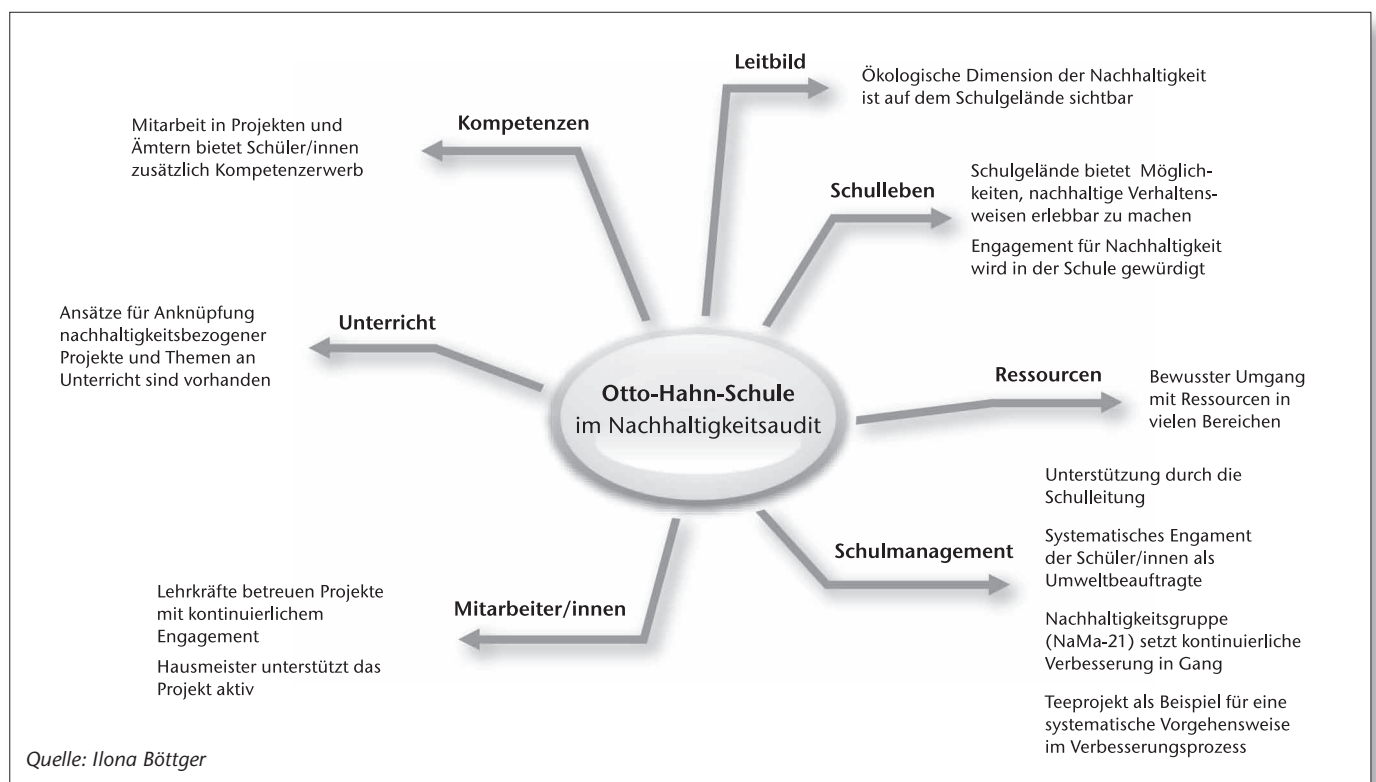 Leitbild
Ökologische Dimension der Nachhaltigkeit
ist auf dem Schulgelände sichtbar
Kompetenzen
Mitarbeit in Projekten und
Ämtern bietet Schüler/innen
zusätzlich Kompetenzerwerb
Schulleben
Schulgelände bietet Möglich-
keiten, nachhaltige Verhaltens-
weisen erlebbar zu machen
Engagement für Nachhaltigkeit
wird in der Schule gewürdigt
Unterricht
Ansätze für Anknüpfung
nachhaltigkeitsbezogener
Projekte und Themen an
Unterricht sind vorhanden
Otto-Hahn-Schule
im Nachhaltigkeitsaudit
Ressourcen
Bewusster Umgang
mit Ressourcen in
vielen Bereichen
Schulmanagement
Unterstützung durch die
Schulleitung
Systematisches Engament
der Schüler/innen als
Umweltbeauftragte
Nachhaltigkeitsgruppe
(NaMa-21) setzt kontinuierliche
Verbesserung in Gang
Teeprojekt als Beispiel für eine
systematische Vorgehensweise
im Verbesserungsprozess
Mitarbeiter/innen
Lehrkräfte betreuen Projekte
mit kontinuierlichem
Engagement
Hausmeister unterstützt das
Projekt aktiv
Quelle: Ilona Böttger